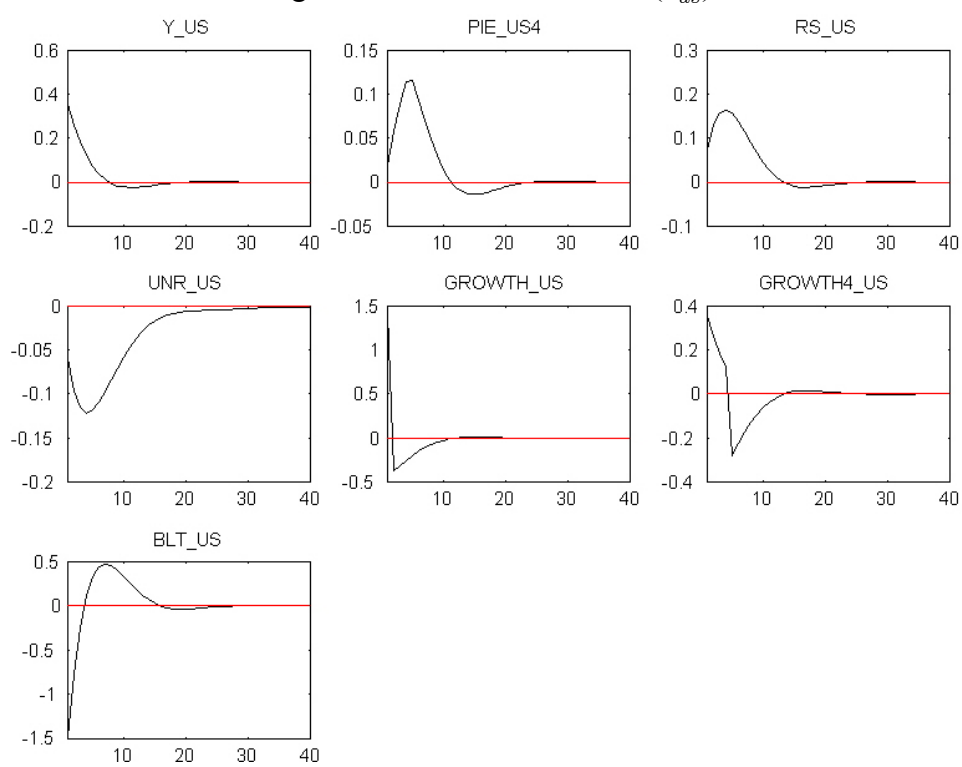 Y_US PIE_US4 RS_US
0.6 0.15 0.3
0.4 0.1 0.2
0.2 0.05 0.1
0 0 0
-0.2 -0.05 -0.1
10 20 30 40 10 20 30 40 10 20 30 40
UNR_US GROWTH_US GROWTH4_US
0 1.5 0.4
-0.05 1 0.2
-0.1 0.5 0
-0.15 0 -0.2
-0.2 -0.5 -0.4
10 20 30 40 10 20 30 40 10 20 30 40
BLT_US
0.5
0
-0.5
-1
-1.5
10 20 30 40